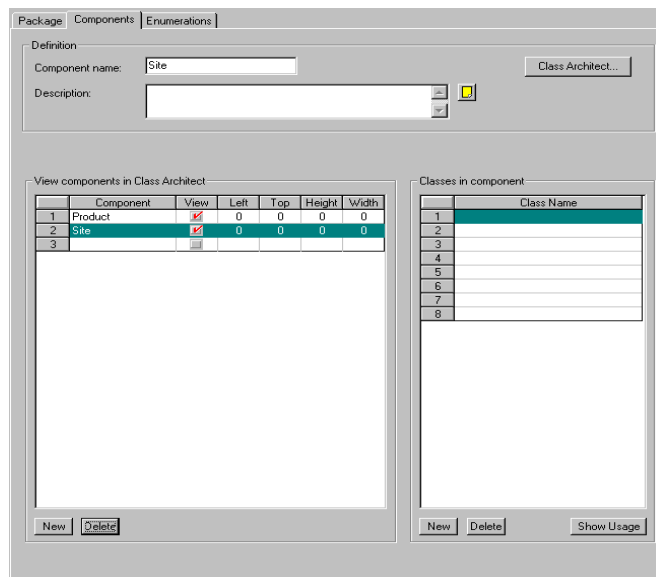 Package Components Enumerations
Definition
Component name: Site Class Architect...
Description:
View components in Class Architect
Component View Left Top Height Width
1 Product 0 0 0 0
2 Site 0 0 0 0
3
New Delete
Classes in component
Class Name
1
2
3
4
5
6
7
8
New Delete Show Usage